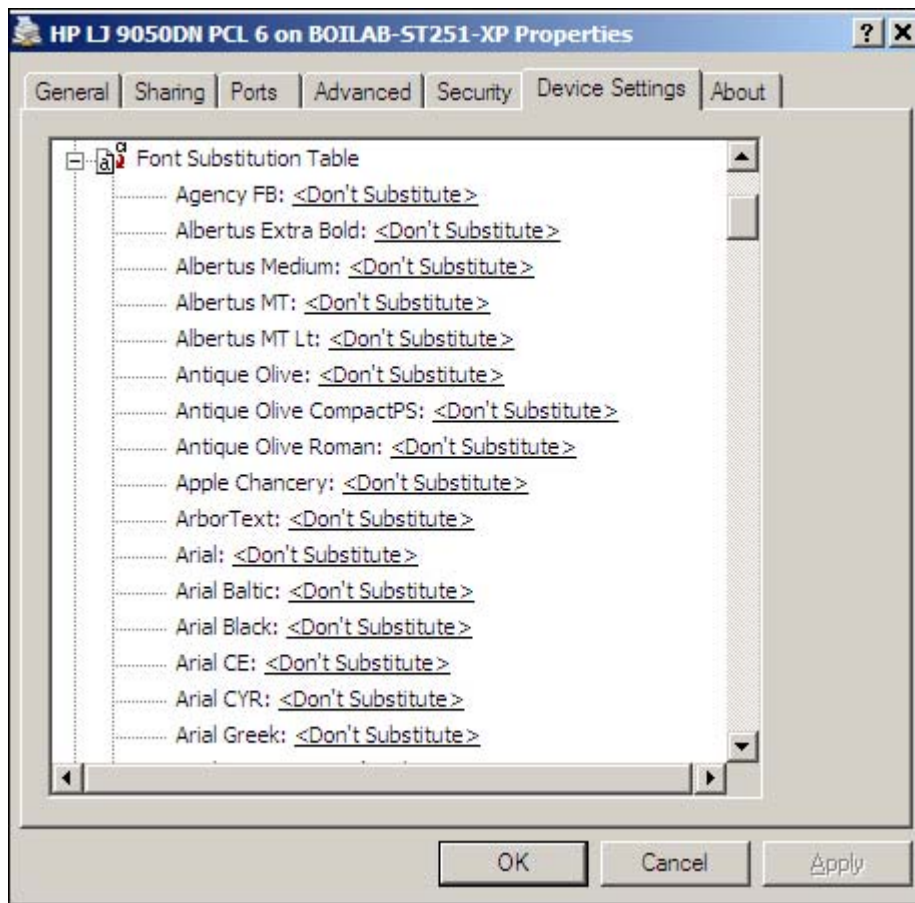 HP LJ 9050DN PCL 6 on BOILAB-ST251-XP Properties
General Sharing Ports Advanced Security Device Settings About
Font Substitution Table
Agency FB: <Don't Substitute>
Albertus Extra Bold: <Don't Substitute>
Albertus Medium: <Don't Substitute>
Albertus MT: <Don't Substitute>
Albertus MT Lt: <Don't Substitute>
Antique Olive: <Don't Substitute>
Antique Olive CompactPS: <Don't Substitute>
Antique Olive Roman: <Don't Substitute>
Apple Chancery: <Don't Substitute>
ArborText: <Don't Substitute>
Arial: <Don't Substitute>
Arial Baltic: <Don't Substitute>
Arial Black: <Don't Substitute>
Arial CE: <Don't Substitute>
Arial CYR: <Don't Substitute>
Arial Greek: <Don't Substitute>
OK Cancel Apply